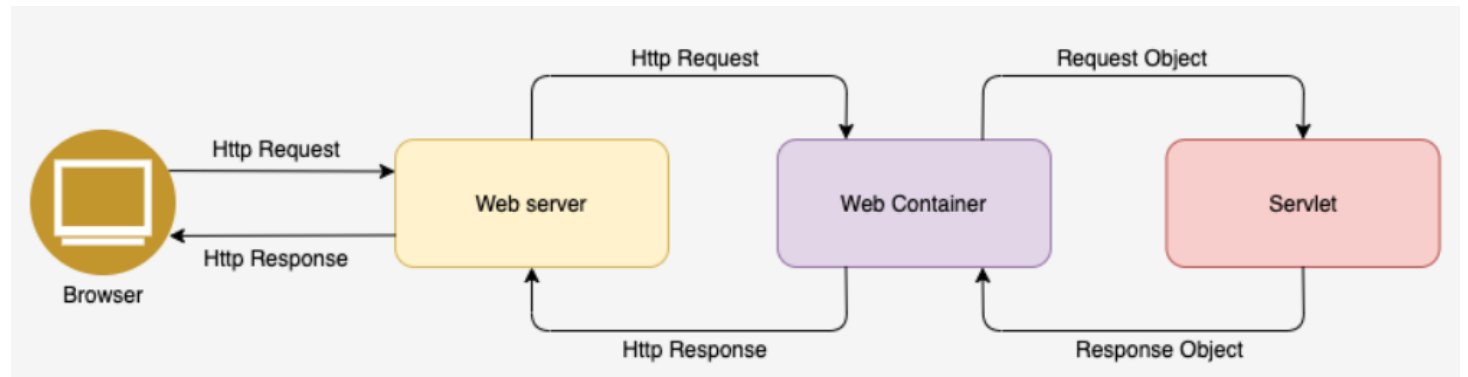 Http Request
Request Object
Http Request
Web server
Web Container
Servlet
Http Response
Browser
Http Response
Response Object